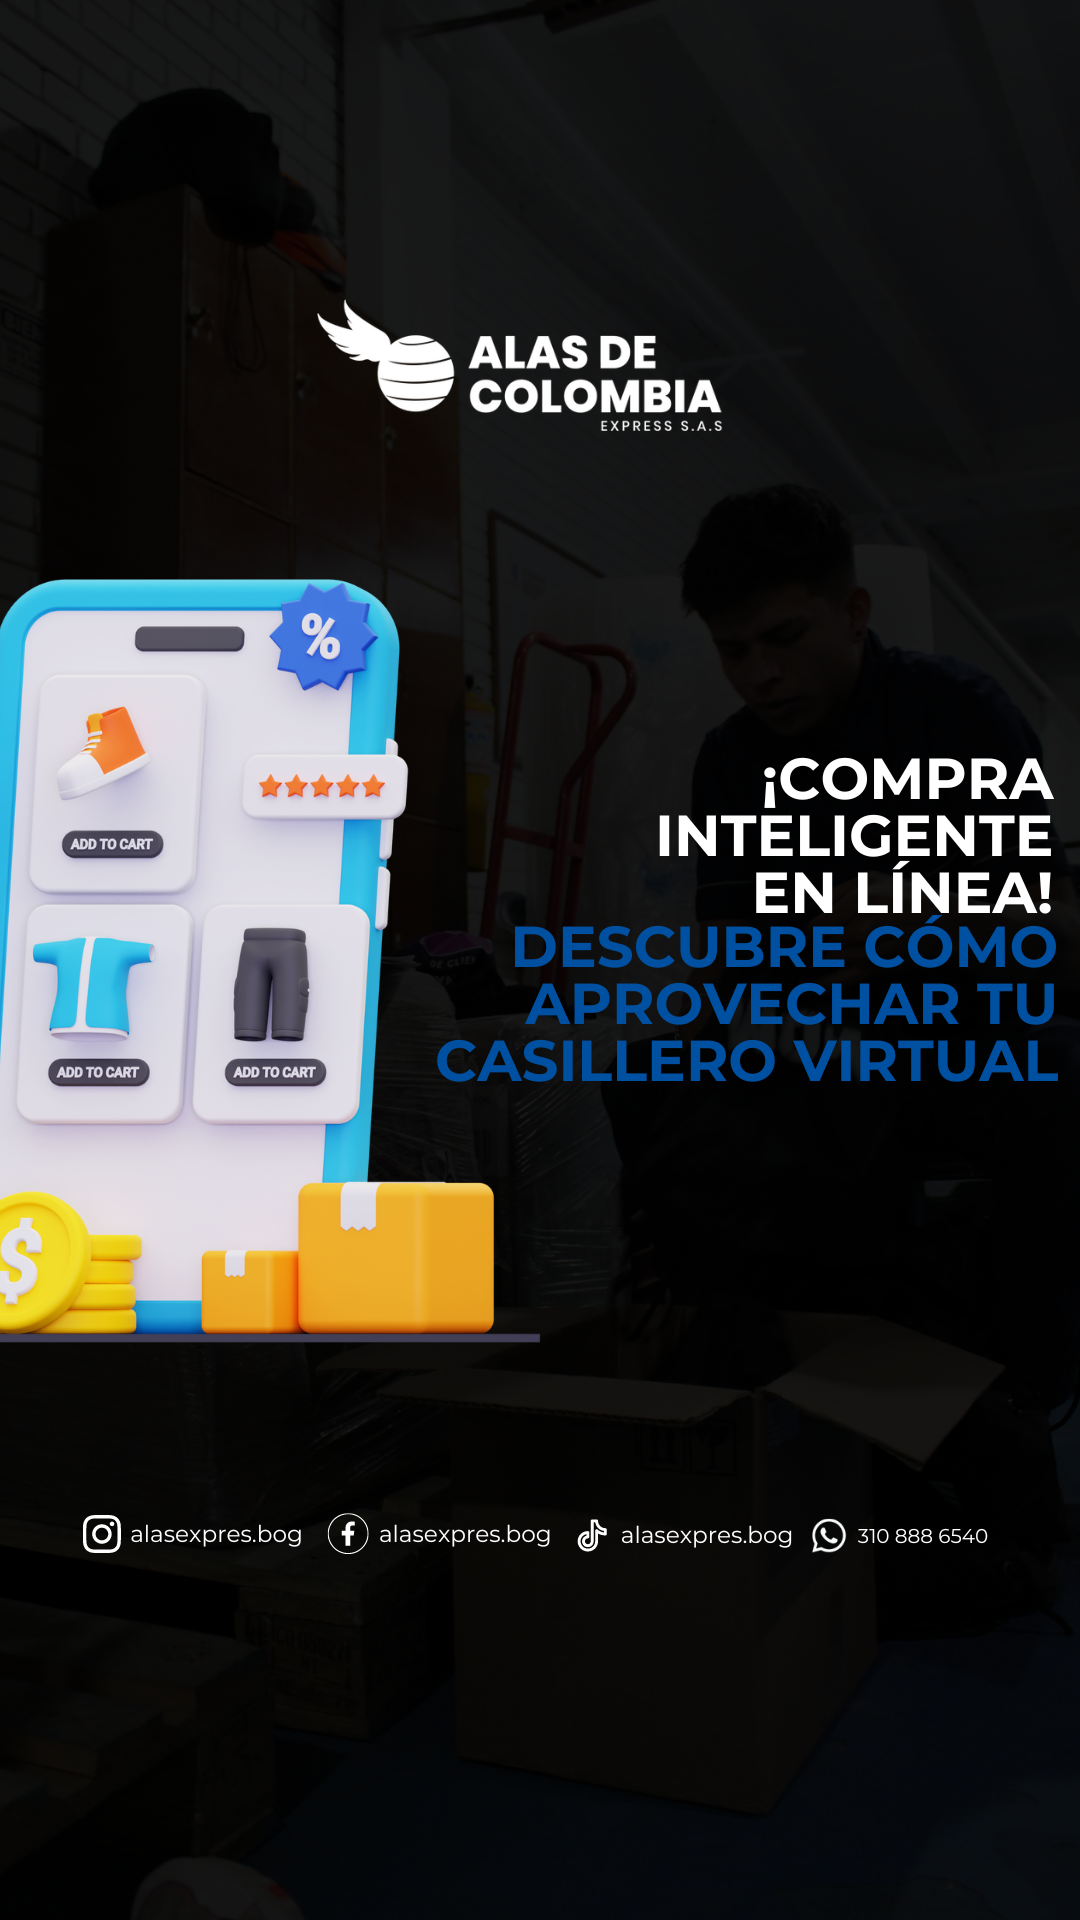 ALAS DE
COLOMBIA
EXPRESS S.A.S
%
ADD TO CART
ADD TO CART
ADD TO CART
$
¡COMPRA
INTELIGENTE
EN LÍNEA!
DESCUBRE CÓMO
APROVECHAR TU
CASILLERO VIRTUAL
alasexpres.bog
alasexpres.bog
alasexpres.bog
310 888 6540